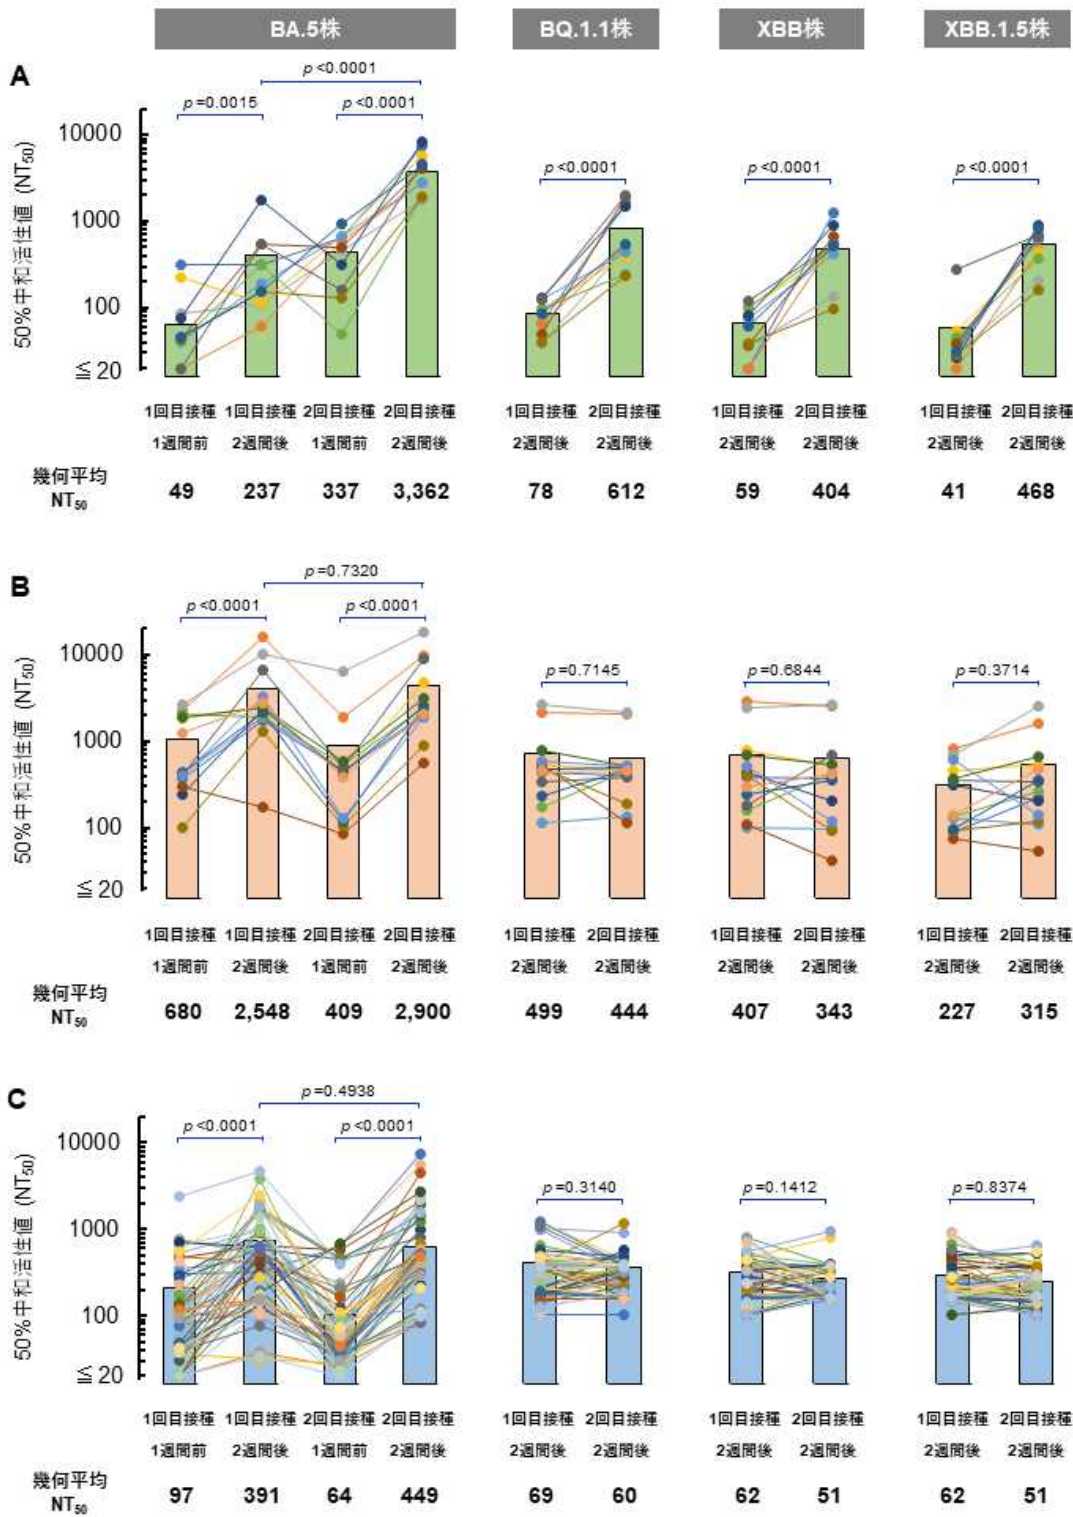 BA.5株 BQ.1.1株 XBB株 XBB.1.5株
A
p <0.0001
p =0.0015 p <0.0001
p <0.0001 p <0.0001 p <0.0001
50%中和活性値 (NT50)
10000
1000
100
≦ 20
1回目接種 1回目接種 2回目接種 2回目接種 1回目接種 2回目接種 1回目接種 2回目接種 1回目接種 2回目接種
1週間前 2週間後 1週間前 2週間後 2週間後 2週間後 2週間後 2週間後 2週間後 2週間後
幾何平均
NT50 49 237 337 3,362 78 612 59 404 41 468
B
p =0.7320
p <0.0001 p <0.0001
p =0.7145 p =0.6844 p =0.3714
50%中和活性値 (NT50)
10000
1000
100
≦ 20
1回目接種 1回目接種 2回目接種 2回目接種 1回目接種 2回目接種 1回目接種 2回目接種 1回目接種 2回目接種
1週間前 2週間後 1週間前 2週間後 2週間後 2週間後 2週間後 2週間後 2週間後 2週間後
幾何平均
NT50 680 2,548 409 2,900 499 444 407 343 227 315
C
p =0.4938
p <0.0001 p <0.0001
p =0.3140 p =0.1412 p =0.8374
50%中和活性値 (NT50)
10000
1000
100
≦ 20
1回目接種 1回目接種 2回目接種 2回目接種 1回目接種 2回目接種 1回目接種 2回目接種 1回目接種 2回目接種
1週間前 2週間後 1週間前 2週間後 2週間後 2週間後 2週間後 2週間後 2週間後 2週間後
幾何平均
NT50 97 391 64 449 69 60 62 51 62 51